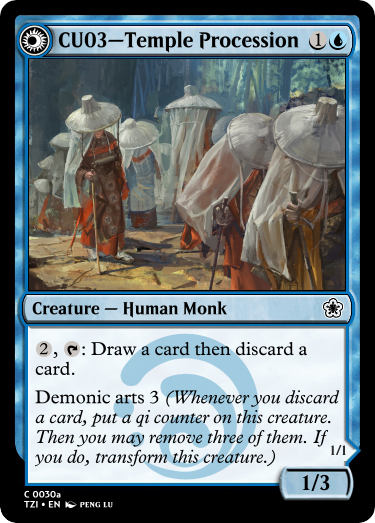 CU03—Temple Procession 1
Creature — Human Monk
2, : Draw a card then discard a
card.
Demonic arts 3 (Whenever you discard
a card, put a qi counter on this creature.
Then you may remove three of them. If
you do, transform this creature.)
1/1
1/3
C 0030a
TZI • EN PENG LU